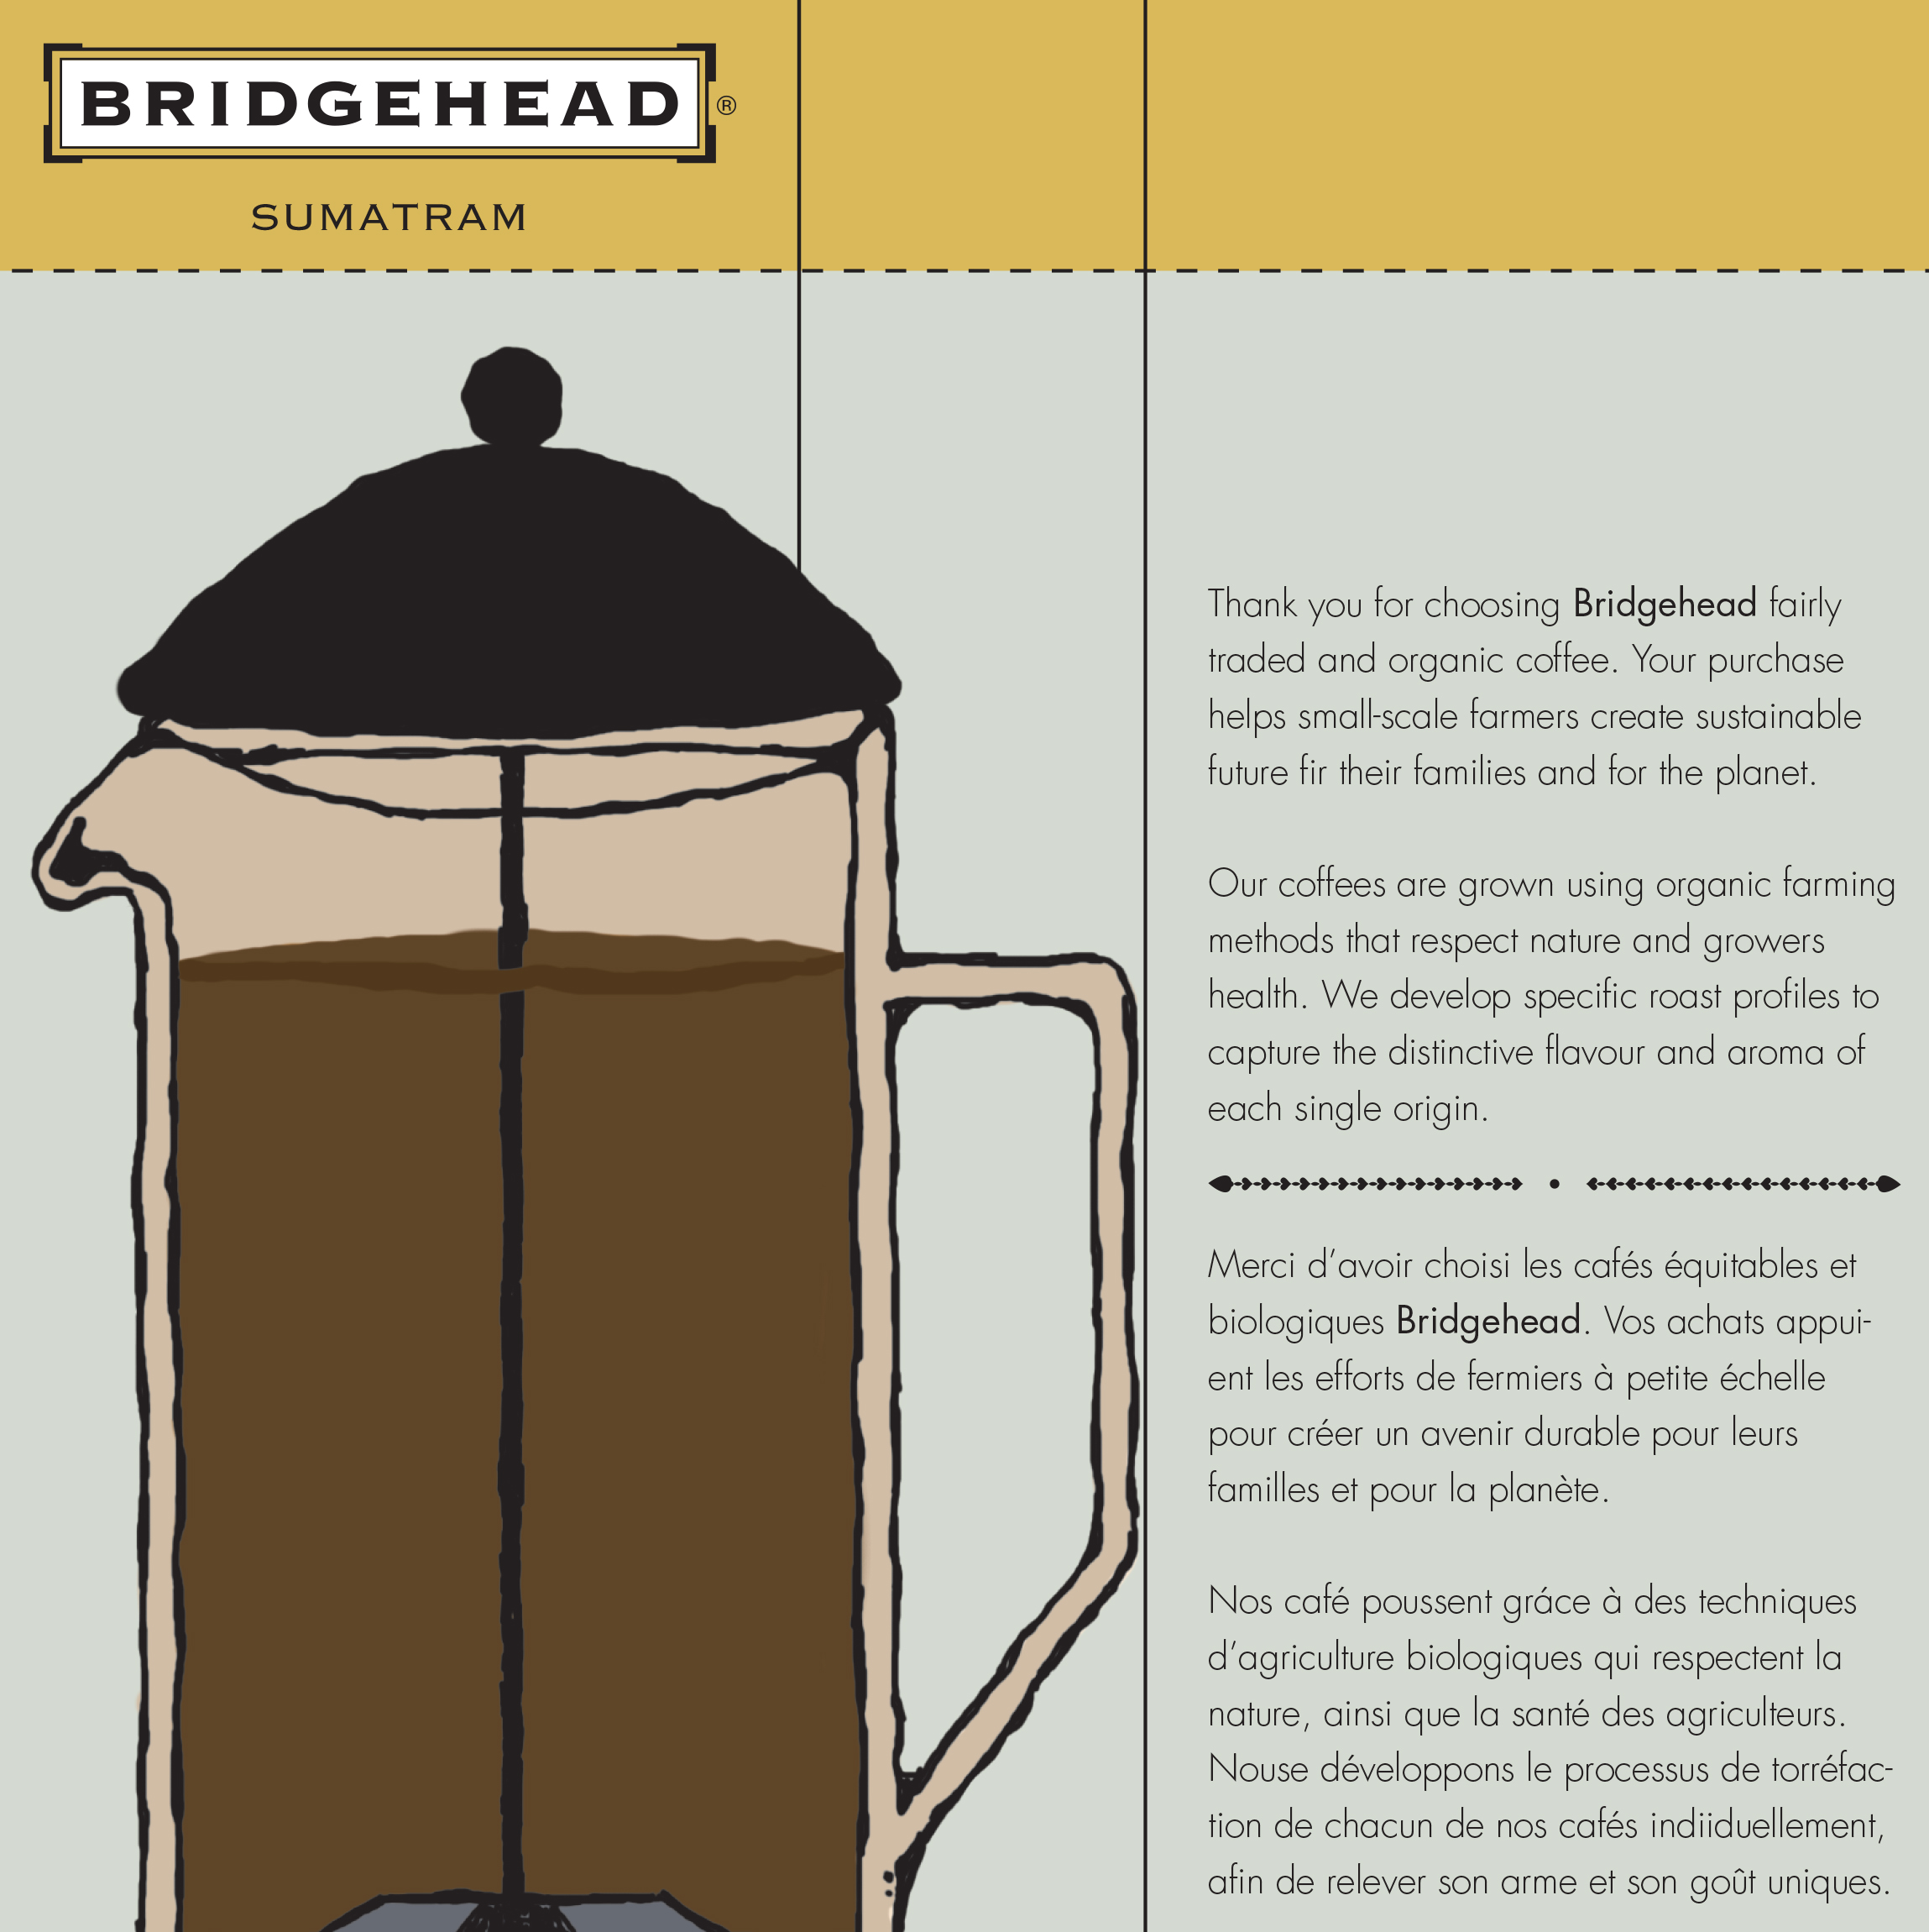 BRIDGEHEAD®
SUMATRAM
Thank you for choosing Bridgehead fairly
traded and organic coffee. Your purchase
helps small-scale farmers create sustainable
future fir their families and for the planet.
Our coffees are grown using organic farming
methods that respect nature and growers
health. We develop specific roast profiles to
capture the distinctive flavour and aroma of
each single origin.
Merci d'avoir choisi les cafés équitables et
biologiques Bridgehead. Vos achats appui-
ent les efforts de fermiers à petite échelle
pour créer un avenir durable pour leurs
familles et pour la planète.
Nos café poussent gráce à des techniques
d'agriculture biologiques qui respectent la
nature, ainsi que la santé des agriculteurs.
Nouse développons le processus de torréfac-
tion de chacun de nos cafés indiiduellement,
afin de relever son arme et son goût uniques.